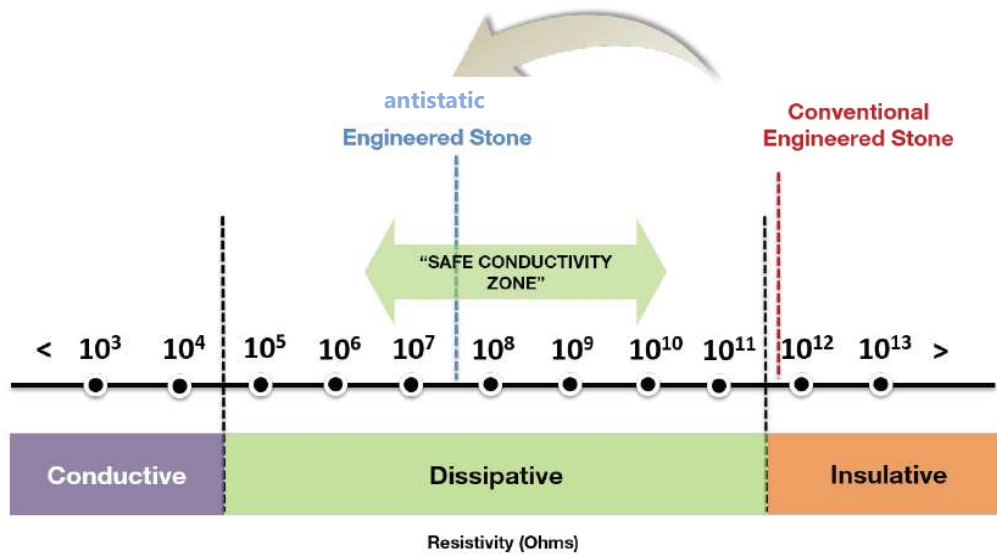 antistatic
Engineered Stone
Conventional
Engineered Stone
“SAFE CONDUCTIVITY
ZONE”
< 10³ 10⁴ 10⁵ 10⁶ 10⁷ 10⁸ 10⁹ 10¹⁰ 10¹¹ 10¹² 10¹³ >
Conductive Dissipative Insulative
Resistivity (Ohms)